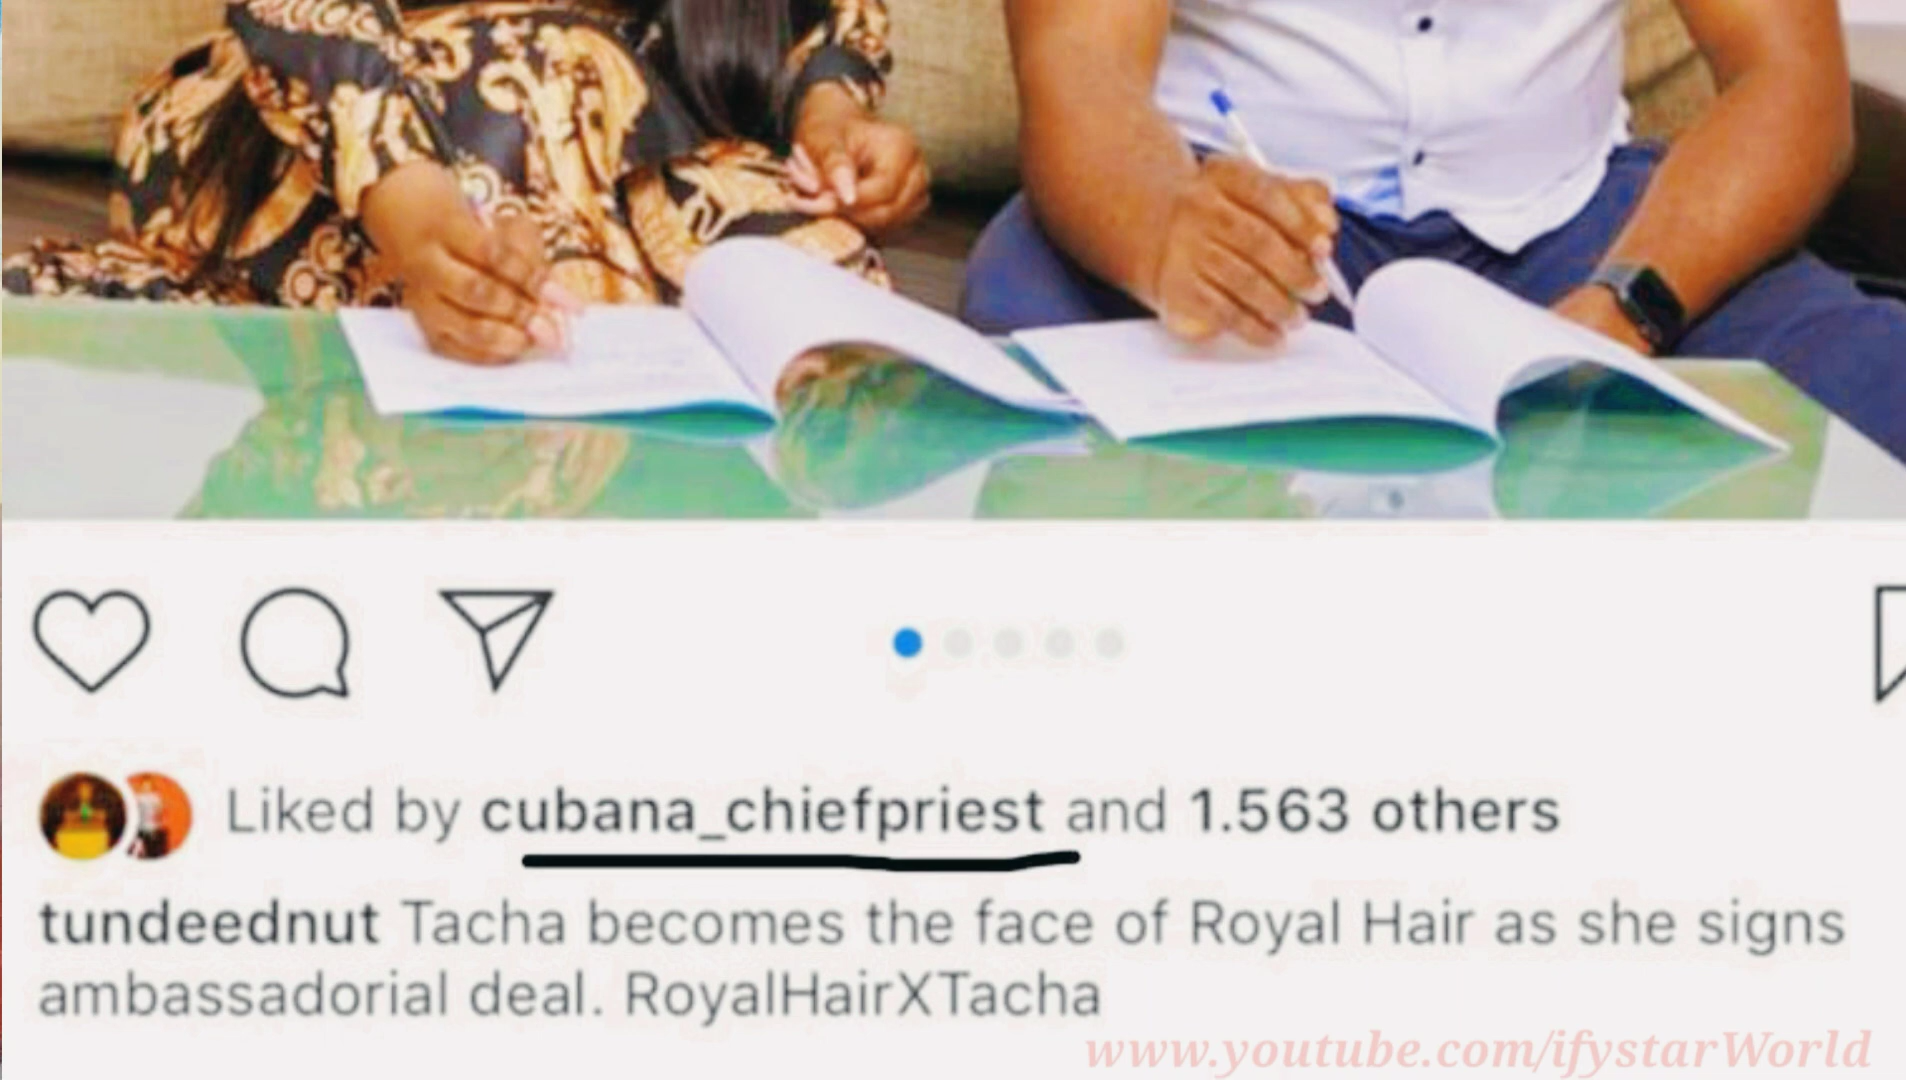 Liked by cubana_chiefpriest and 1.563 others
tundeednut Tacha becomes the face of Royal Hair as she signs
ambassadorial deal. RoyalHairXTacha
www.youtube.com/ifystarWorld